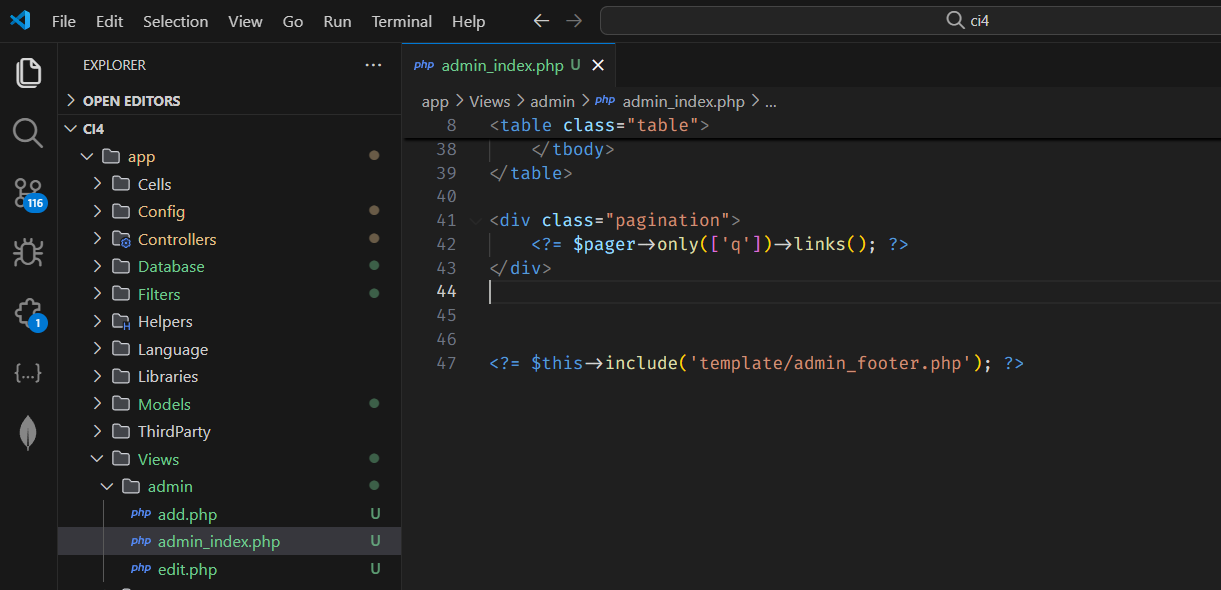 File Edit Selection View Go Run Terminal Help ← → ci4
EXPLORER ...
OPEN EDITORS
CI4
app
Cells
Config
Controllers
Database
Filters
Helpers
Language
Libraries
Models
ThirdParty
Views
admin
php add.php U
php admin_index.php U
php edit.php U
116
1
{...}
php admin_index.php U ×
app > Views > admin > php admin_index.php > ...
8 <table class="table">
38 </tbody>
39 </table>
40
41 <div class="pagination">
42 <?= $pager->only(['q'])->links(); ?>
43 </div>
44
45
46
47 <?= $this->include('template/admin_footer.php'); ?>